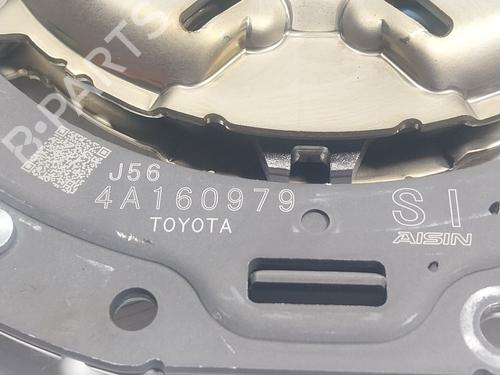 B-PARTS
J56
4A160979
TOYOTA
SI
AISIN